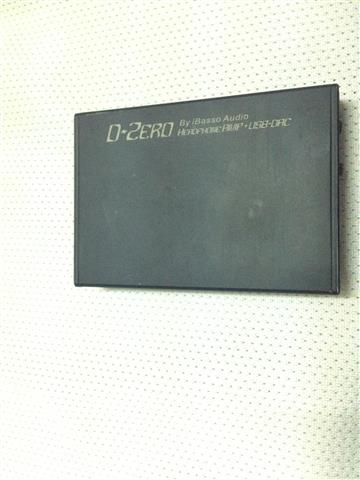 D-ZERO By iBasso Audio
HEADPHONE AMP+USB-DAC